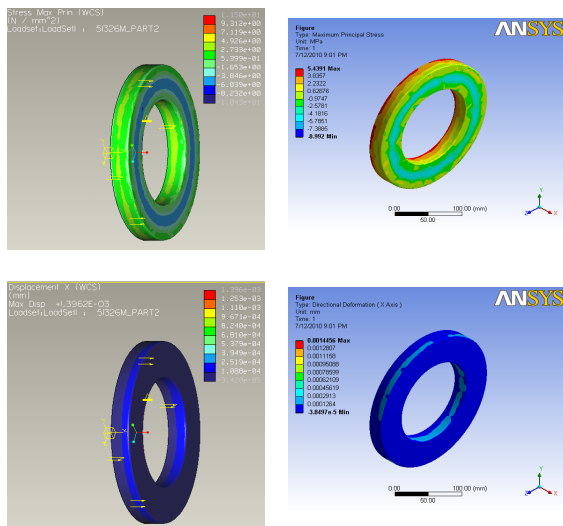 Stress Max Prin (WCS)
(N / mm^2)
Loadset:LoadSet1 : 51326M_PART2
9.312e+00
7.119e+00
4.926e+00
2.733e+00
5.399e-01
-1.653e+00
-3.846e+00
-6.039e+00
-8.232e+00
ANSYS
Figure
Type: Maximum Principal Stress
Unit: MPa
Time: 1
7/12/2010 9:01 PM
5.4391 Max
3.8357
2.2322
0.62876
-0.9747
-2.5781
-4.1816
-5.7851
-7.3885
-8.992 Min
0.00
100.00 (mm)
50.00
Y
Z
X
Displacement X (WCS)
(mm)
Max Disp +1.3962E-03
Loadset:LoadSet1 : 51326M_PART2
1.396e-03
1.253e-03
1.110e-03
9.671e-04
8.240e-04
6.810e-04
5.379e-04
3.949e-04
2.519e-04
1.088e-04
ANSYS
Figure
Type: Directional Deformation ( X Axis )
Unit: mm
Time: 1
7/12/2010 9:01 PM
0.0014456 Max
0.0012807
0.0011158
0.00095088
0.00078599
0.00062109
0.00045619
0.0002913
0.0001264
-3.8497e-5 Min
0.00
100.00 (mm)
50.00
Y
Z
X